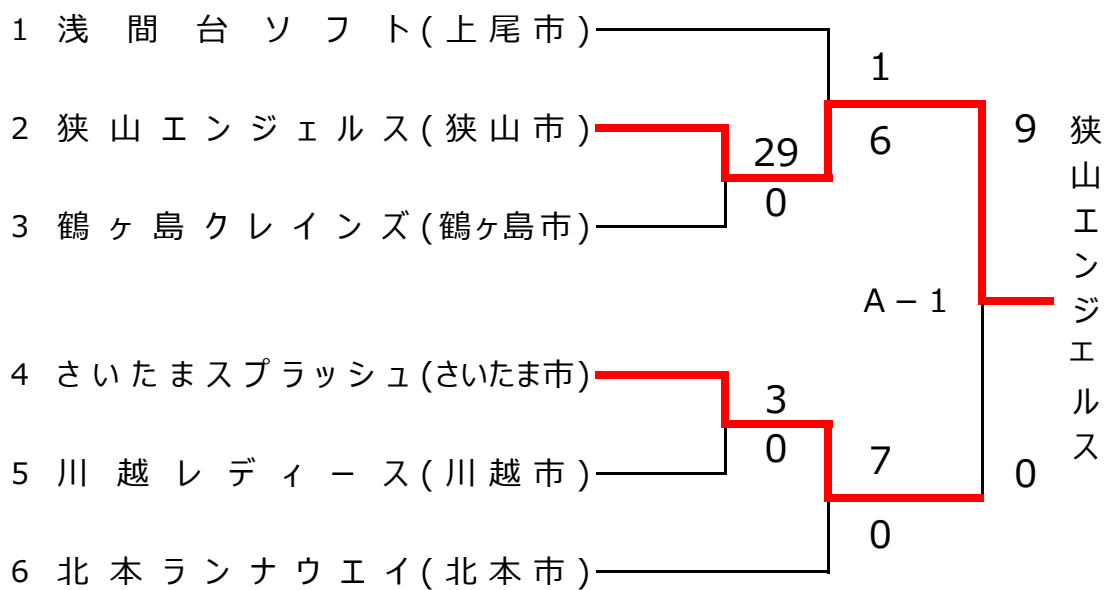 1 浅間台ソフト(上尾市)
2 狭山エンジェルス(狭山市)
3 鶴ヶ島クレインズ(鶴ヶ島市)
4 さいたまスプラッシュ(さいたま市)
5 川越レディース(川越市)
6 北本ランナウエイ(北本市)
29
0
3
0
1
6
7
0
A－1
9
0
狭山エンジェルス